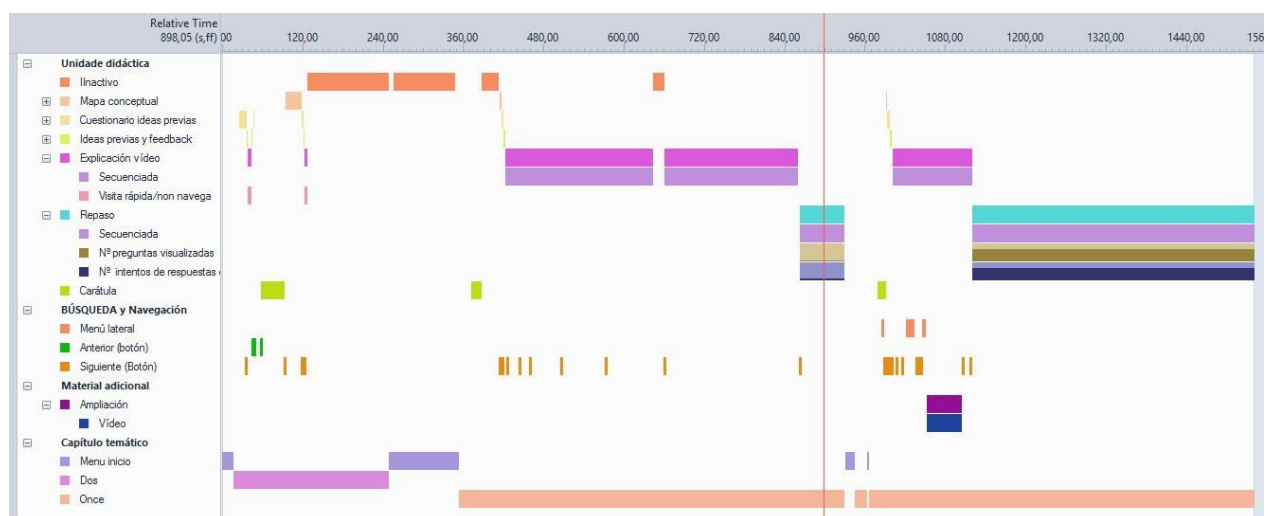 Relative Time
898,05 (s,ff) 00 120,00 240,00 360,00 480,00 600,00 720,00 840,00 960,00 1080,00 1200,00 1320,00 1440,00 156
Unidade didáctica
IInactivo
Mapa conceptual
Cuestionario ideas previas
Ideas previas y feedback
Explicación vídeo
Secuenciada
Visita rápida/non navega
Repaso
Secuenciada
Nº preguntas visualizadas
Nº intentos de respuestas
Carátula
BÚSQUEDA y Navegación
Menú lateral
Anterior (botón)
Siguiente (Botón)
Material adicional
Ampliación
Vídeo
Capítulo temático
Menu inicio
Dos
Once